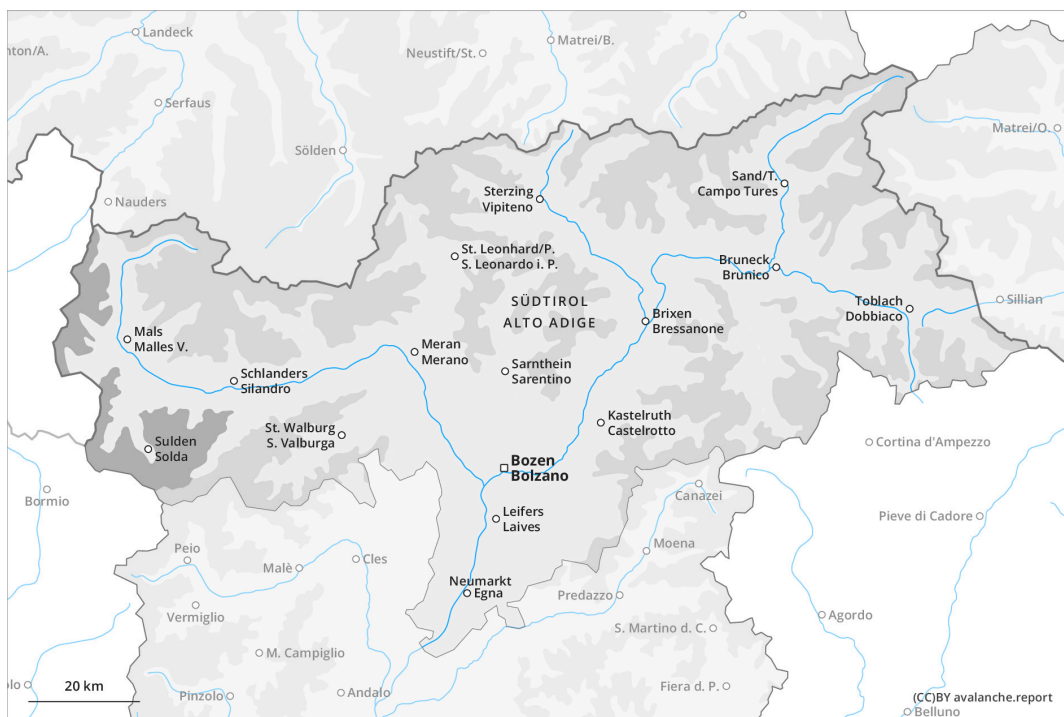 Landeck
nton/A.
Neustift/St.
Matrei/B.
Serfaus
Matrei/O.
Sölden
Nauders
Sterzing
Vipiteno
Sand/T.
Campo Tures
St. Leonhard/P.
S. Leonardo i. P.
Bruneck
Brunico
SÜDTIROL
ALTO ADIGE
Toblach
Dobbiaco
Sillian
Brixen
Bressanone
Mals
Malles V.
Meran
Merano
Sarnthein
Sarentino
Schlanders
Silandro
Kastelruth
Castelrotto
St. Walburg
S. Valburga
Sulden
Solda
Cortina d'Ampezzo
Bozen
Bolzano
Bormio
Canazei
Leifers
Laives
Pieve di Cadore
Moena
Peio
Malè
Cles
Neumarkt
Egna
Predazzo
Vermiglio
Agordo
S. Martino d. C.
M. Campiglio
olo
20 km
Pinzolo
Andalo
Fiera d. P.
(CC)BY avalanche.report
Belluno